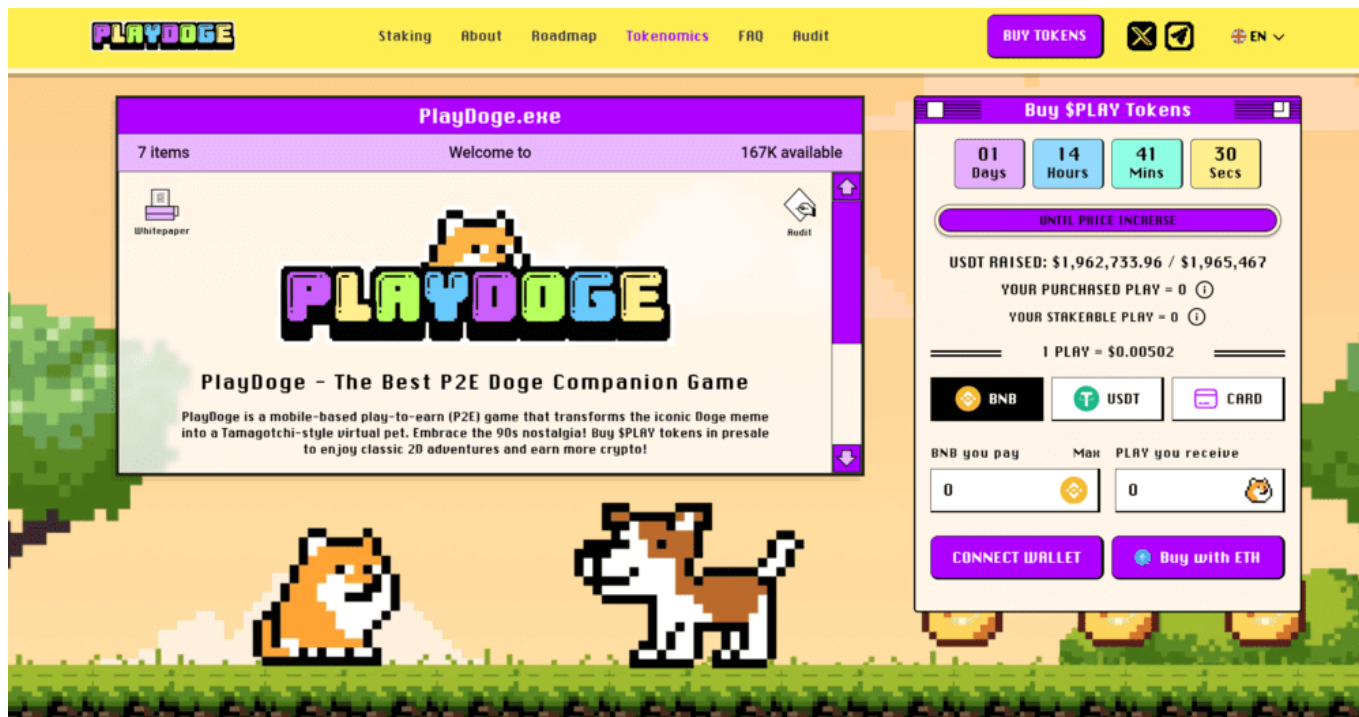 PLAYDOGE
Staking About Roadmap Tokenomics FAQ Audit
BUY TOKENS
X
EN
PlayDoge.exe
7 items Welcome to 167K available
Whitepaper
Audit
PLAYDOGE
PlayDoge - The Best P2E Doge Companion Game
PlayDoge is a mobile-based play-to-earn (P2E) game that transforms the iconic Doge meme
into a Tamagotchi-style virtual pet. Embrace the 90s nostalgia! Buy $PLAY tokens in presale
to enjoy classic 2D adventures and earn more crypto!
Buy $PLAY Tokens
01 14 41 30
Days Hours Mins Secs
UNTIL PRICE INCREASE
USDT RAISED: $1,962,733.96 / $1,965,467
YOUR PURCHASED PLAY = 0 i
YOUR STAKEABLE PLAY = 0 i
1 PLAY = $0.00502
BNB USDT CARD
BNB you pay Max PLAY you receive
0 0
CONNECT WALLET Buy with ETH